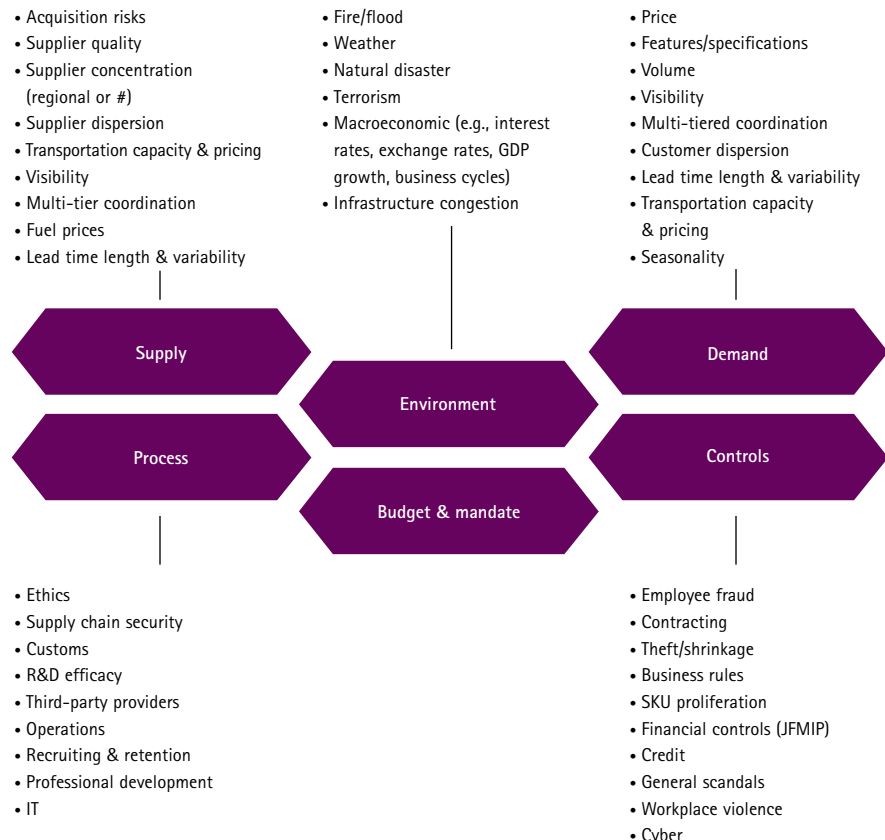 • Acquisition risks
• Supplier quality
• Supplier concentration
(regional or #)
• Supplier dispersion
• Transportation capacity & pricing
• Visibility
• Multi-tier coordination
• Fuel prices
• Lead time length & variability
• Fire/flood
• Weather
• Natural disaster
• Terrorism
• Macroeconomic (e.g., interest
rates, exchange rates, GDP
growth, business cycles)
• Infrastructure congestion
• Price
• Features/specifications
• Volume
• Visibility
• Multi-tiered coordination
• Customer dispersion
• Lead time length & variability
• Transportation capacity
& pricing
• Seasonality
Supply
Environment
Demand
Process
Budget & mandate
Controls
• Ethics
• Supply chain security
• Customs
• R&D efficacy
• Third-party providers
• Operations
• Recruiting & retention
• Professional development
• IT
• Employee fraud
• Contracting
• Theft/shrinkage
• Business rules
• SKU proliferation
• Financial controls (JFMIP)
• Credit
• General scandals
• Workplace violence
• Cyber